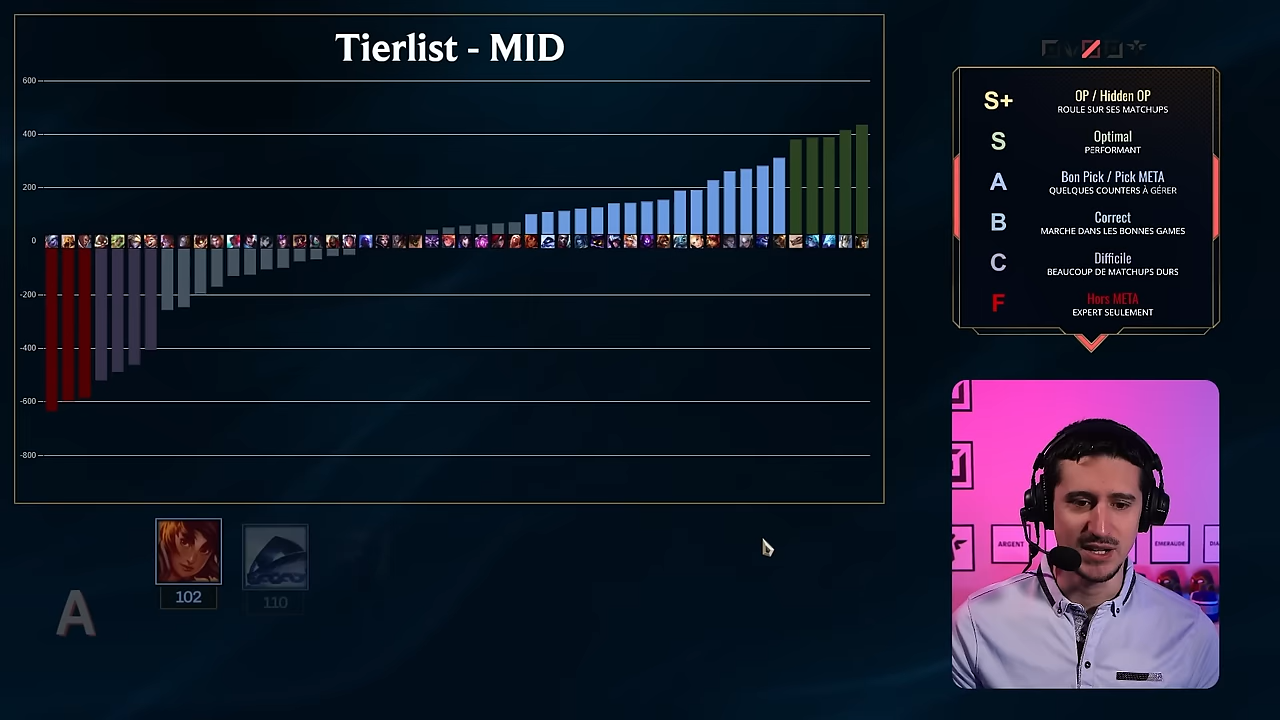 Tierlist - MID
600
400
200
0
-200
-400
-600
-800
S+
OP / Hidden OP
ROULE SUR SES MATCHUPS
S
Optimal
PERFORMANT
A
Bon Pick / Pick META
QUELQUES COUNTERS À GÉRER
B
Correct
MARCHE DANS LES BONNES GAMES
C
Difficile
BEAUCOUP DE MATCHUPS DURS
F
Hors META
EXPERT SEULEMENT
A
102
110
ARGENT
EMERAUDE
DIA